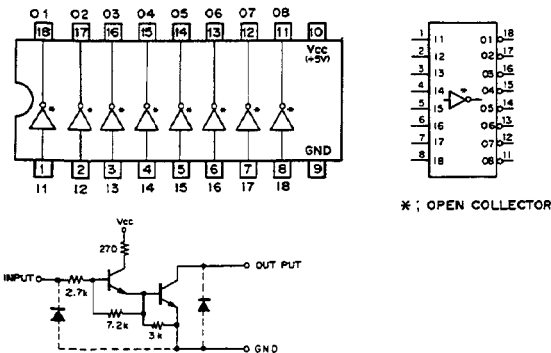 O1 O2 O3 O4 O5 O6 O7 O8
18 17 16 15 14 13 12 11 10
Vcc
(+5V)
* * * * * * * *
GND
1 2 3 4 5 6 7 8 9
I1 I2 I3 I4 I5 I6 I7 I8
1 I1 O1 18
2 I2 O2 17
3 I3 O3 16
4 I4 O4 15
5 I5 * O5 14
6 I6 O6 13
7 I7 O7 12
8 I8 O8 11
* ; OPEN COLLECTOR
Vcc
270
INPUT
2.7k
7.2k
3k
OUT PUT
GND